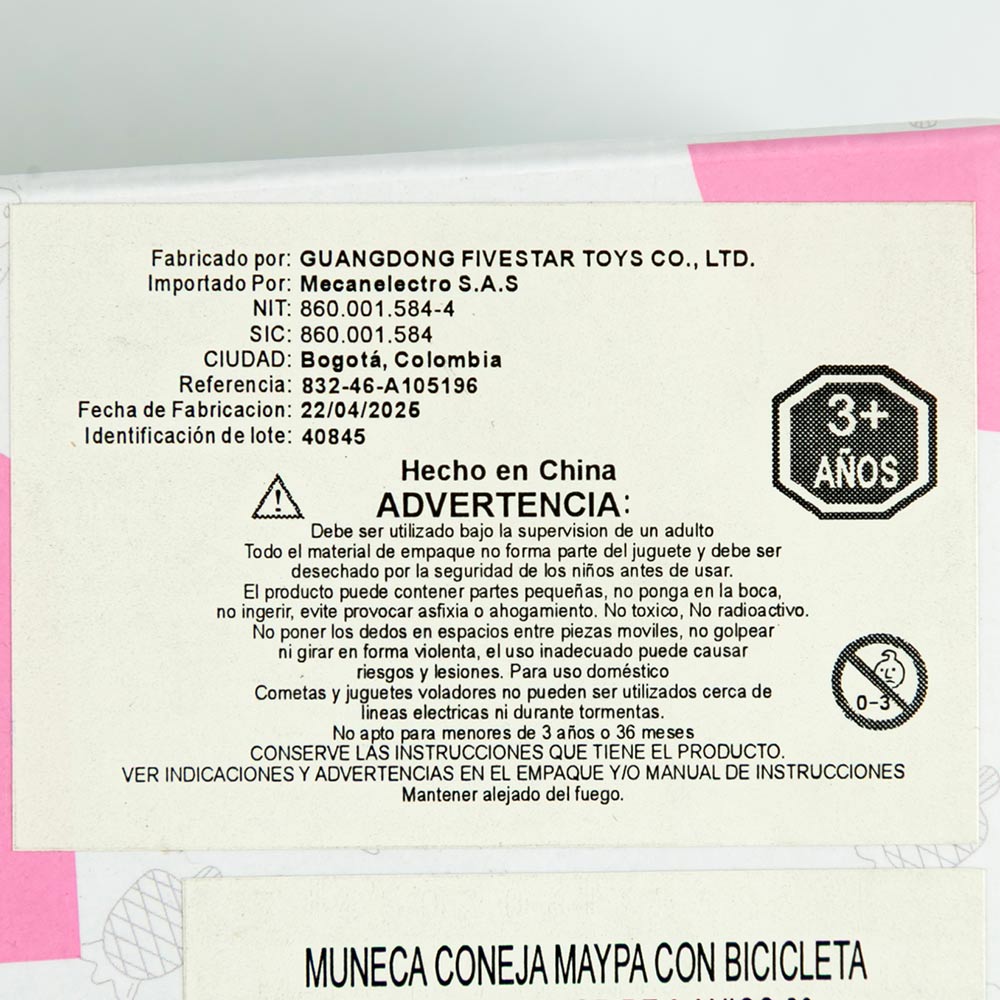 Fabricado por: GUANGDONG FIVESTAR TOYS CO., LTD.
Importado Por: Mecanelectro S.A.S
NIT: 860.001.584-4
SIC: 860.001.584
CIUDAD: Bogotá, Colombia
Referencia: 832-46-A105196
Fecha de Fabricacion: 22/04/2025
Identificación de lote: 40845
3+
AÑOS
Hecho en China
ADVERTENCIA:
Debe ser utilizado bajo la supervision de un adulto
Todo el material de empaque no forma parte del juguete y debe ser
desechado por la seguridad de los niños antes de usar.
El producto puede contener partes pequeñas, no ponga en la boca,
no ingerir, evite provocar asfixia o ahogamiento. No toxico, No radioactivo.
No poner los dedos en espacios entre piezas moviles, no golpear
ni girar en forma violenta, el uso inadecuado puede causar
riesgos y lesiones. Para uso doméstico
Cometas y juguetes voladores no pueden ser utilizados cerca de
lineas electricas ni durante tormentas.
No apto para menores de 3 años o 36 meses
CONSERVE LAS INSTRUCCIONES QUE TIENE EL PRODUCTO.
VER INDICACIONES Y ADVERTENCIAS EN EL EMPAQUE Y/O MANUAL DE INSTRUCCIONES
Mantener alejado del fuego.
0-3
MUNECA CONEJA MAYPA CON BICICLETA